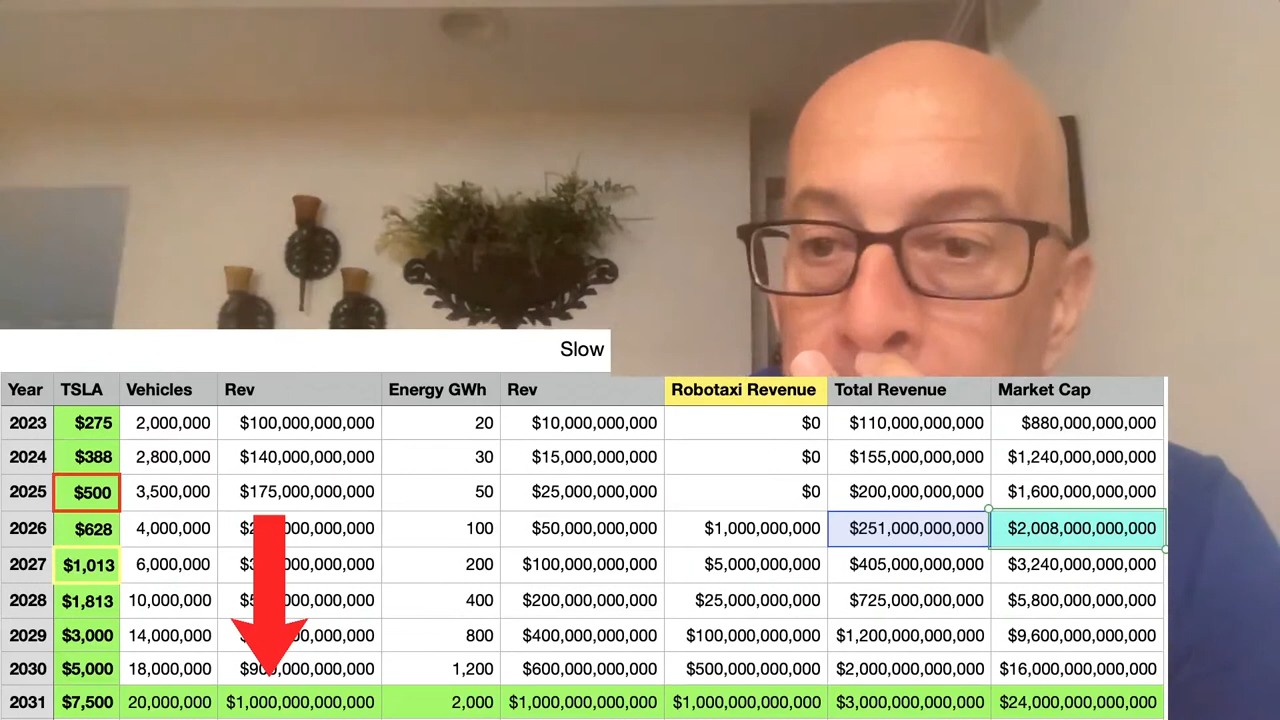 Slow
Year TSLA Vehicles Rev Energy GWh Rev Robotaxi Revenue Total Revenue Market Cap
2023 $275 2,000,000 $100,000,000,000 20 $10,000,000,000 $0 $110,000,000,000 $880,000,000,000
2024 $388 2,800,000 $140,000,000,000 30 $15,000,000,000 $0 $155,000,000,000 $1,240,000,000,000
2025 $500 3,500,000 $175,000,000,000 50 $25,000,000,000 $0 $200,000,000,000 $1,600,000,000,000
2026 $628 4,000,000 100 $50,000,000,000 $1,000,000,000 $251,000,000,000 $2,008,000,000,000
2027 $1,013 6,000,000 200 $100,000,000,000 $5,000,000,000 $405,000,000,000 $3,240,000,000,000
2028 $1,813 10,000,000 400 $200,000,000,000 $25,000,000,000 $725,000,000,000 $5,800,000,000,000
2029 $3,000 14,000,000 800 $400,000,000,000 $100,000,000,000 $1,200,000,000,000 $9,600,000,000,000
2030 $5,000 18,000,000 $900,000,000,000 1,200 $600,000,000,000 $500,000,000,000 $2,000,000,000,000 $16,000,000,000,000
2031 $7,500 20,000,000 $1,000,000,000,000 2,000 $1,000,000,000,000 $1,000,000,000,000 $3,000,000,000,000 $24,000,000,000,000